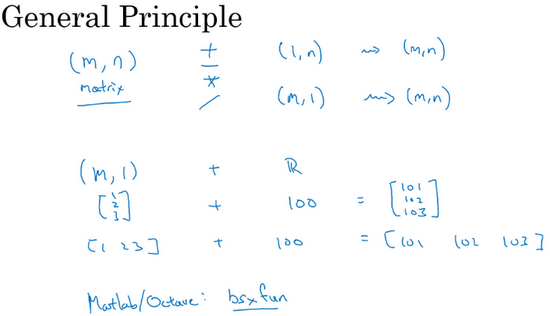 General Principle
(m, n) + (1, n) ⇝ (m, n)
matrix - 
* (m, 1) ⇝ (m, n)
/
(m, 1) + ℝ
[1 2 3] + 100 = [101 102 103]
[1 2 3] + 100 = [101 102 103]
Matlab/Octave: bsxfun